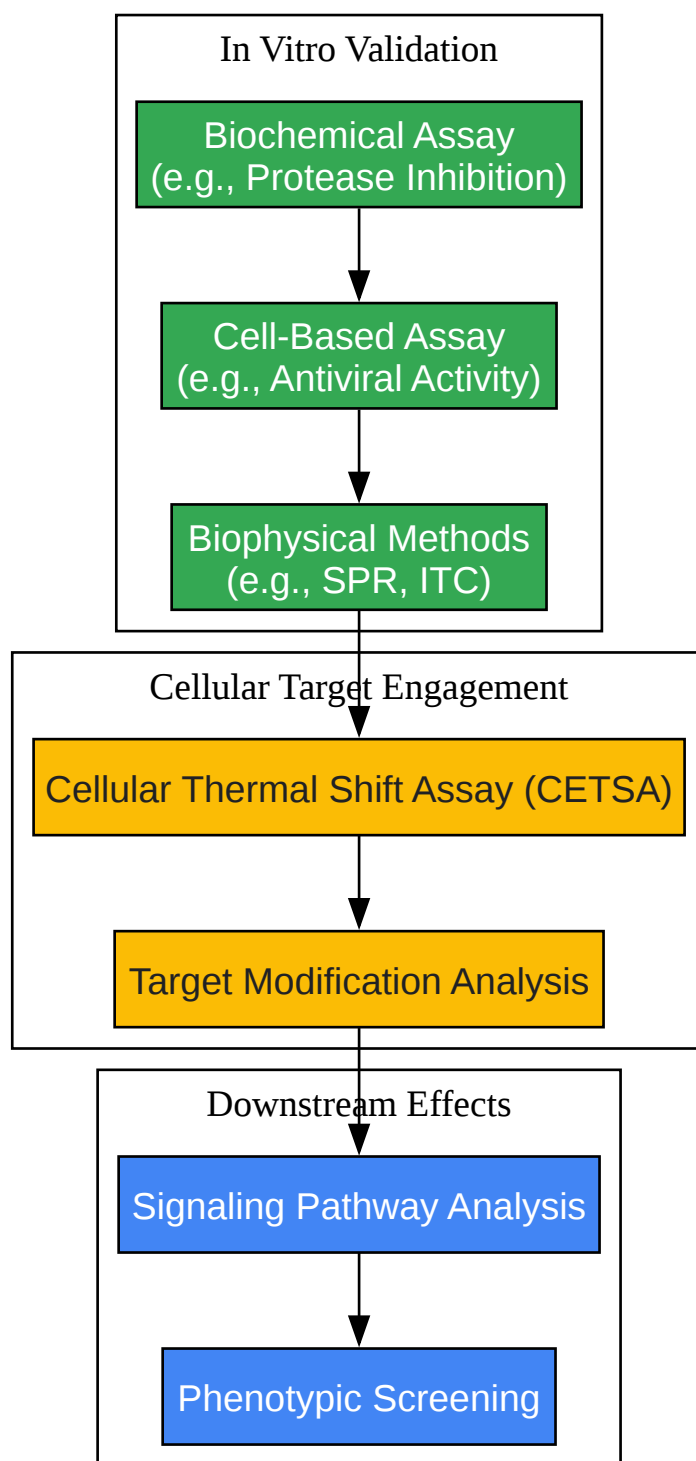 In Vitro Validation
Biochemical Assay
(e.g., Protease Inhibition)
Cell-Based Assay
(e.g., Antiviral Activity)
Biophysical Methods
(e.g., SPR, ITC)
Cellular Target Engagement
Cellular Thermal Shift Assay (CETSA)
Target Modification Analysis
Downstream Effects
Signaling Pathway Analysis
Phenotypic Screening